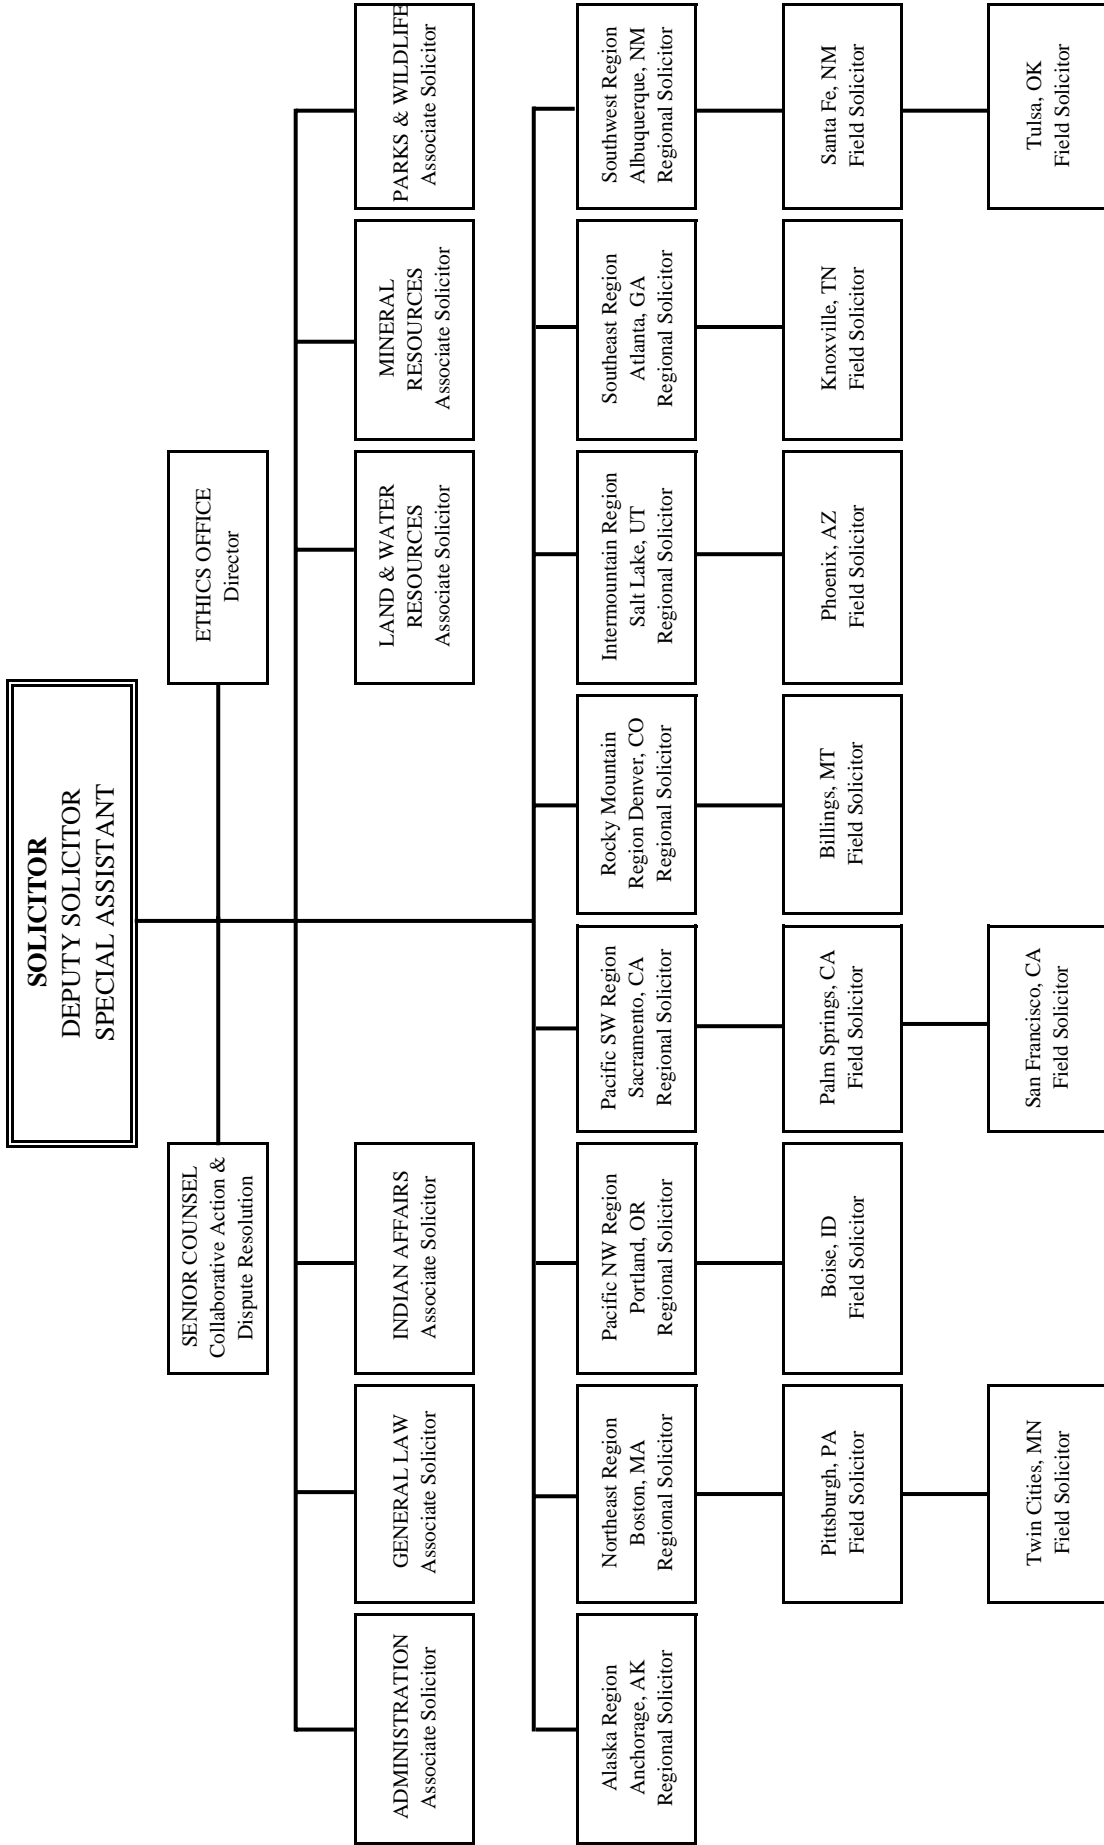 SOLICITOR
DEPUTY SOLICITOR
SPECIAL ASSISTANT
SENIOR COUNSEL
Collaborative Action &
Dispute Resolution
ETHICS OFFICE
Director
ADMINISTRATION
Associate Solicitor
GENERAL LAW
Associate Solicitor
INDIAN AFFAIRS
Associate Solicitor
LAND & WATER
RESOURCES
Associate Solicitor
MINERAL
RESOURCES
Associate Solicitor
PARKS & WILDLIFE
Associate Solicitor
Alaska Region
Anchorage, AK
Regional Solicitor
Northeast Region
Boston, MA
Regional Solicitor
Pacific NW Region
Portland, OR
Regional Solicitor
Pacific SW Region
Sacramento, CA
Regional Solicitor
Rocky Mountain
Region Denver, CO
Regional Solicitor
Intermountain Region
Salt Lake, UT
Regional Solicitor
Southeast Region
Atlanta, GA
Regional Solicitor
Southwest Region
Albuquerque, NM
Regional Solicitor
Pittsburgh, PA
Field Solicitor
Boise, ID
Field Solicitor
Palm Springs, CA
Field Solicitor
Billings, MT
Field Solicitor
Phoenix, AZ
Field Solicitor
Knoxville, TN
Field Solicitor
Santa Fe, NM
Field Solicitor
Twin Cities, MN
Field Solicitor
San Francisco, CA
Field Solicitor
Tulsa, OK
Field Solicitor